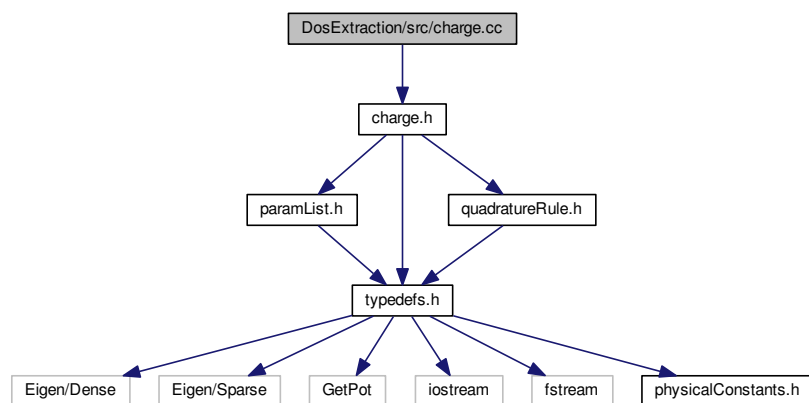 DosExtraction/src/charge.cc
charge.h
paramList.h
quadratureRule.h
typedefs.h
Eigen/Dense
Eigen/Sparse
GetPot
iostream
fstream
physicalConstants.h